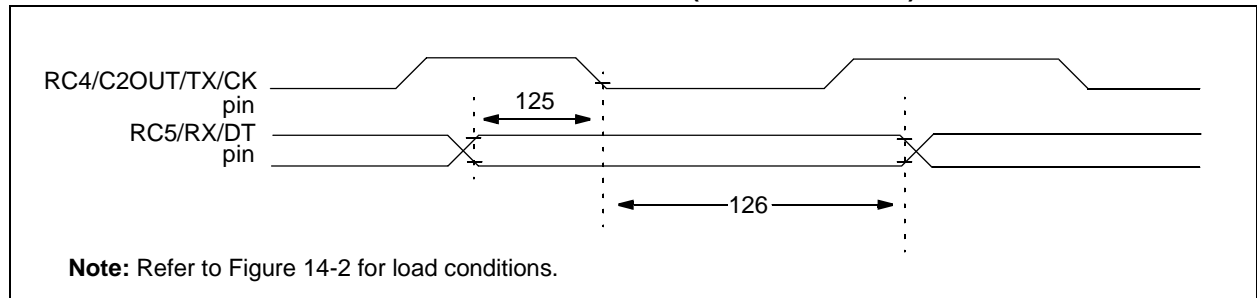 RC4/C2OUT/TX/CK
pin
125
RC5/RX/DT
pin
126
Note: Refer to Figure 14-2 for load conditions.